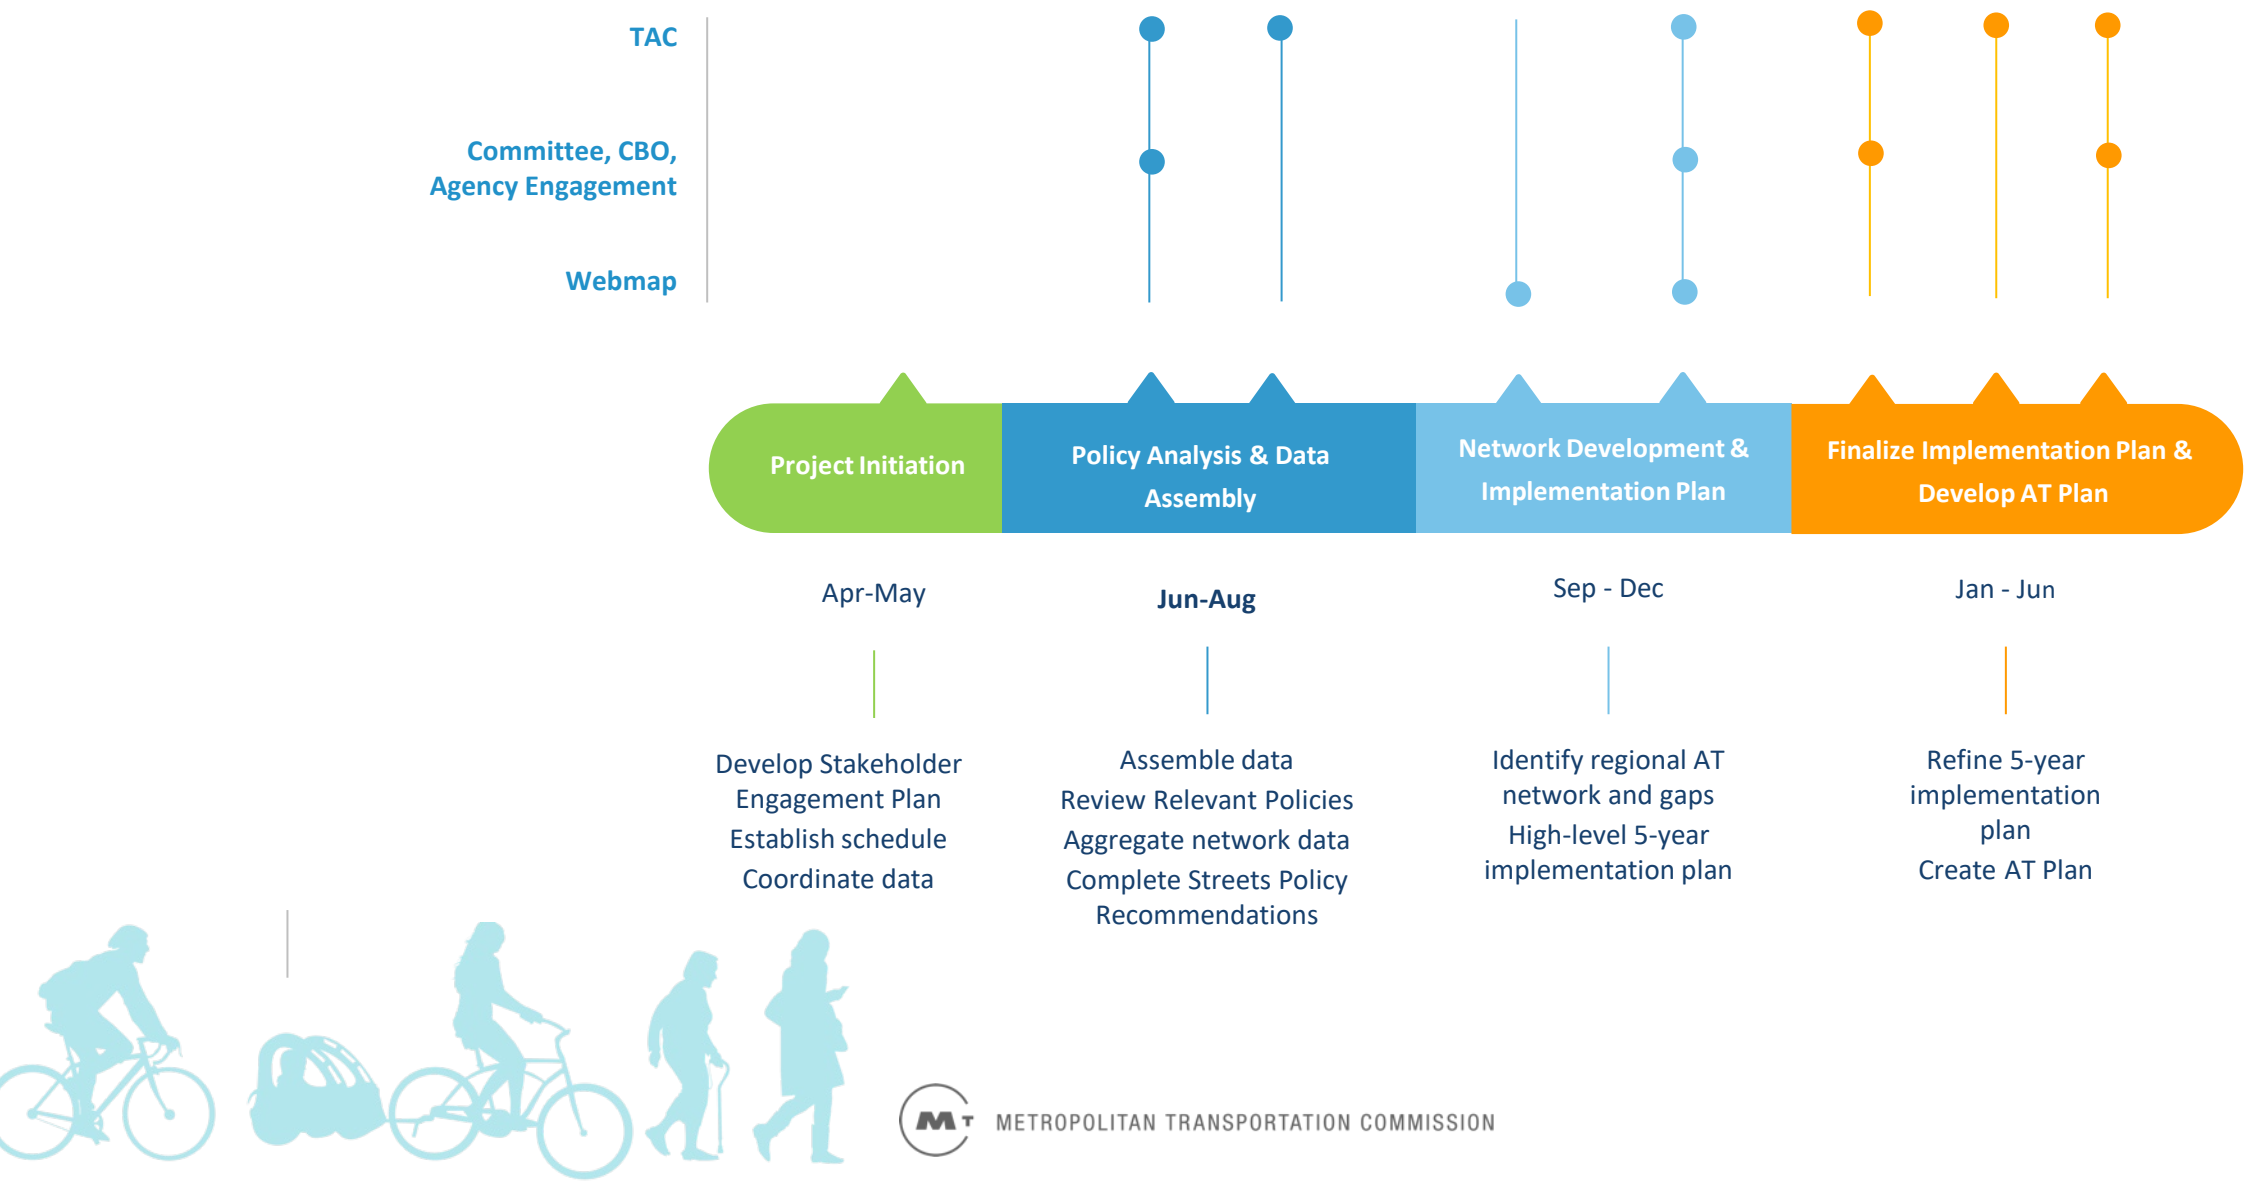 TAC
Committee, CBO,
Agency Engagement
Webmap
Project Initiation
Policy Analysis & Data
Assembly
Network Development &
Implementation Plan
Finalize Implementation Plan &
Develop AT Plan
Apr-May
Jun-Aug
Sep - Dec
Jan - Jun
Develop Stakeholder
Engagement Plan
Establish schedule
Coordinate data
Assemble data
Review Relevant Policies
Aggregate network data
Complete Streets Policy
Recommendations
Identify regional AT
network and gaps
High-level 5-year
implementation plan
Refine 5-year
implementation
plan
Create AT Plan
MT METROPOLITAN TRANSPORTATION COMMISSION